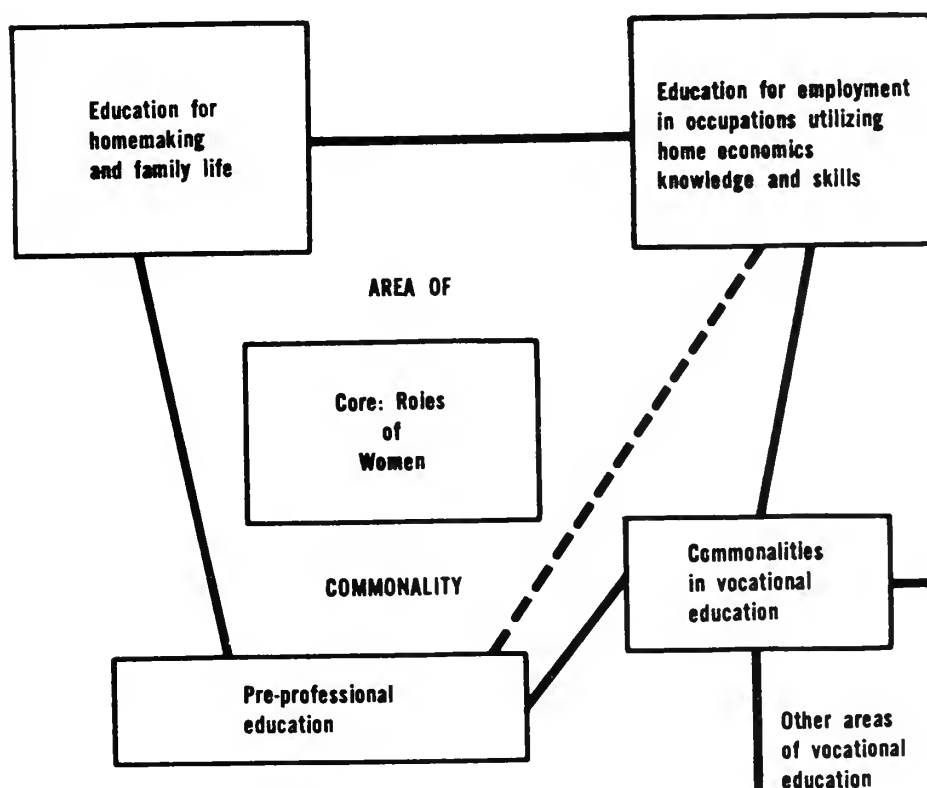 Education for
homemaking
and family life
Education for employment
in occupations utilizing
home economics
knowledge and skills
AREA OF
Core: Roles
of
Women
COMMONALITY
Commonalities
in vocational
education
Pre-professional
education
Other areas
of vocational
education